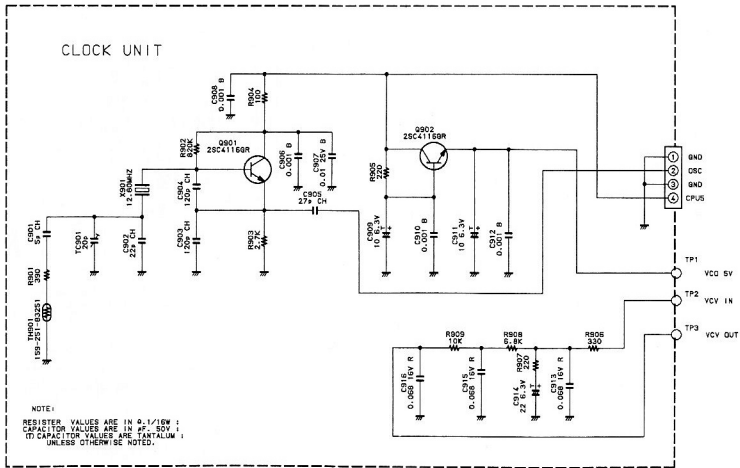 CLOCK UNIT
C908
0.001 B
R904
100
R902
820K
Q901
2SC4116GR
C906
0.001 B
C907
0.01 25V B
Q902
2SC4116GR
R905
220
1 GND
2 OSC
3 GND
4 CPU5
X901
12.80MHZ
C904
120p CH
C905
27p CH
C901
5p CH
TC901
20p
C902
22p CH
C903
120p CH
R903
2.7K
C909
10 6.3V
T +
C910
0.001 B
C911
10 6.3V
T +
C912
0.001 B
R901
390
TH901
159-251-83251
TP1
VCO 5V
TP2
VCV IN
TP3
VCV OUT
R909
10K
R908
6.8K
R906
330
R907
220
C916
0.068 16V R
C915
0.068 16V R
C914
22 6.3V
T +
C913
0.068 16V R
NOTE:
RESISTER VALUES ARE IN Ω.1/16W ;
CAPACITOR VALUES ARE IN µF. 50V ;
(T) CAPACITOR VALUES ARE TANTALUM ;
UNLESS OTHERWISE NOTED.